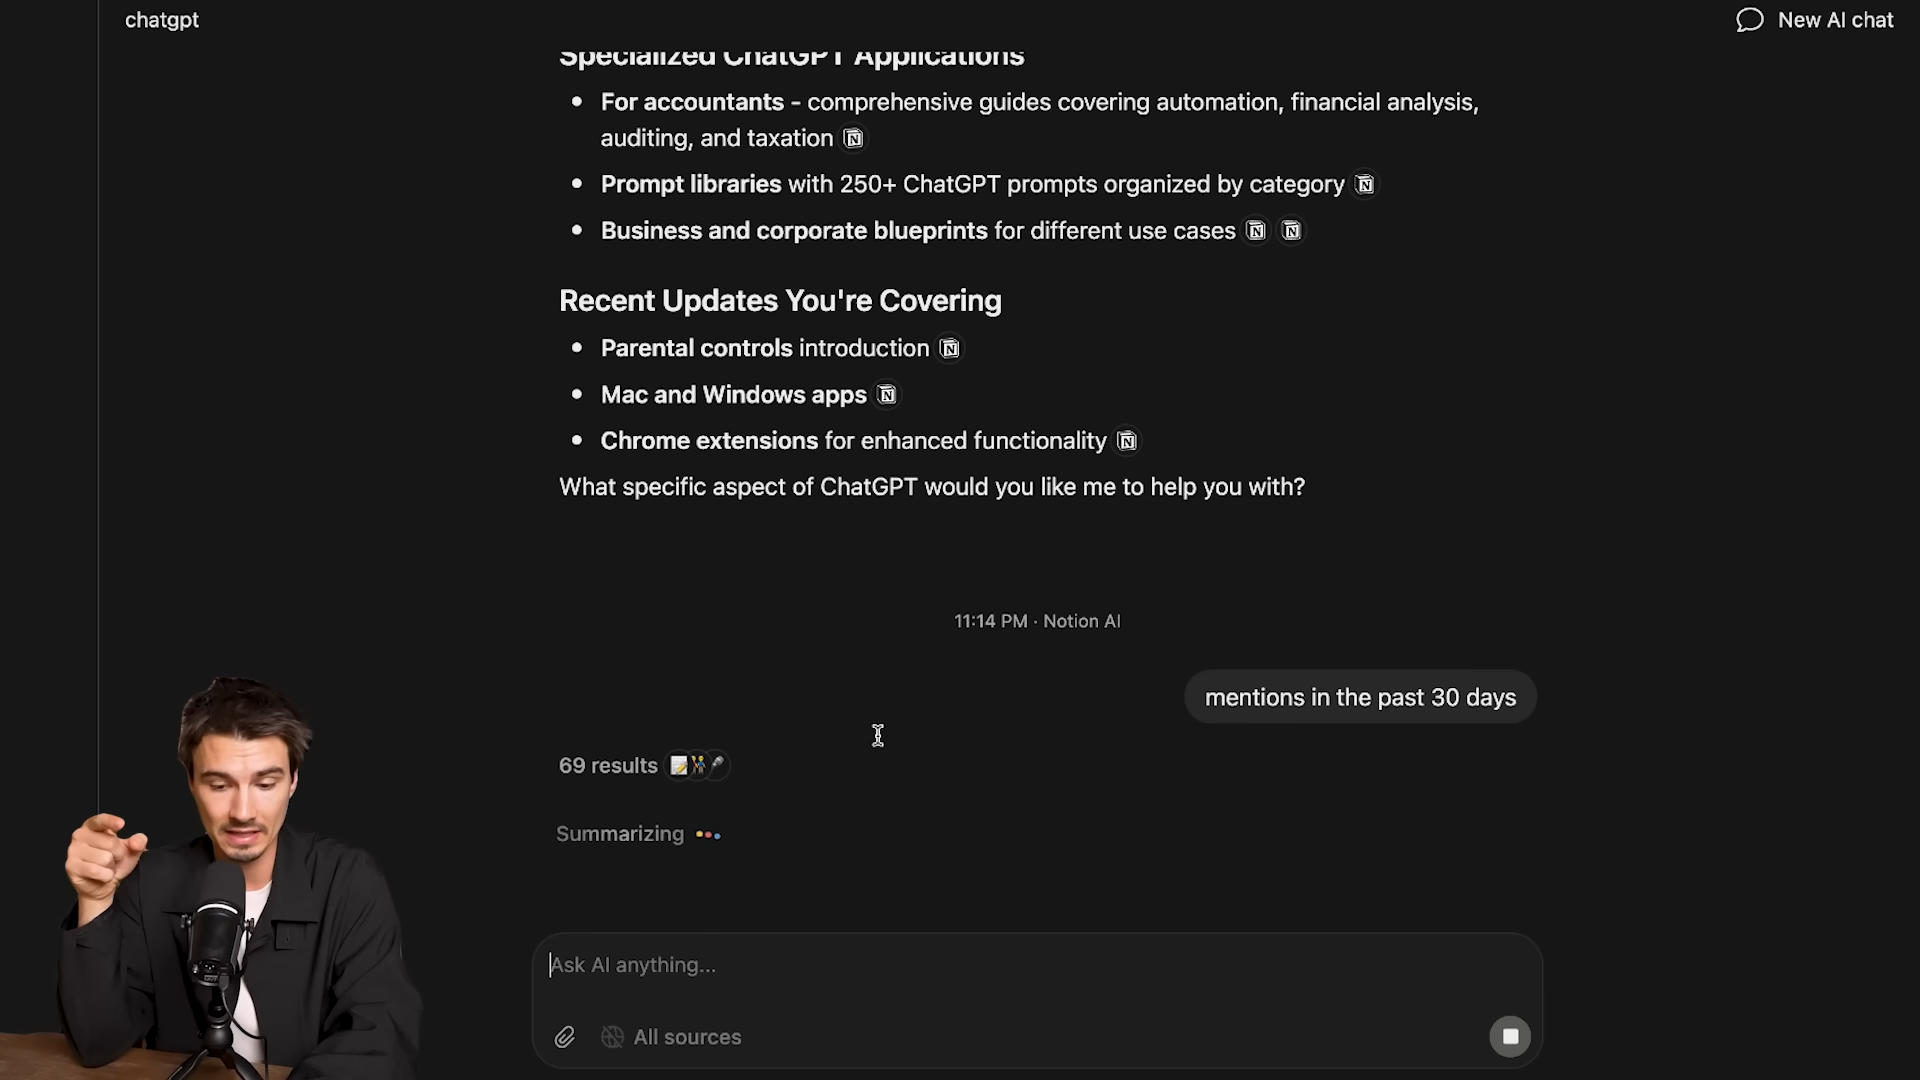 chatgpt
New AI chat
Specialized ChatGPT Applications
For accountants - comprehensive guides covering automation, financial analysis,
auditing, and taxation
Prompt libraries with 250+ ChatGPT prompts organized by category
Business and corporate blueprints for different use cases
Recent Updates You're Covering
Parental controls introduction
Mac and Windows apps
Chrome extensions for enhanced functionality
What specific aspect of ChatGPT would you like me to help you with?
11:14 PM · Notion AI
mentions in the past 30 days
69 results
Summarizing
Ask AI anything...
All sources